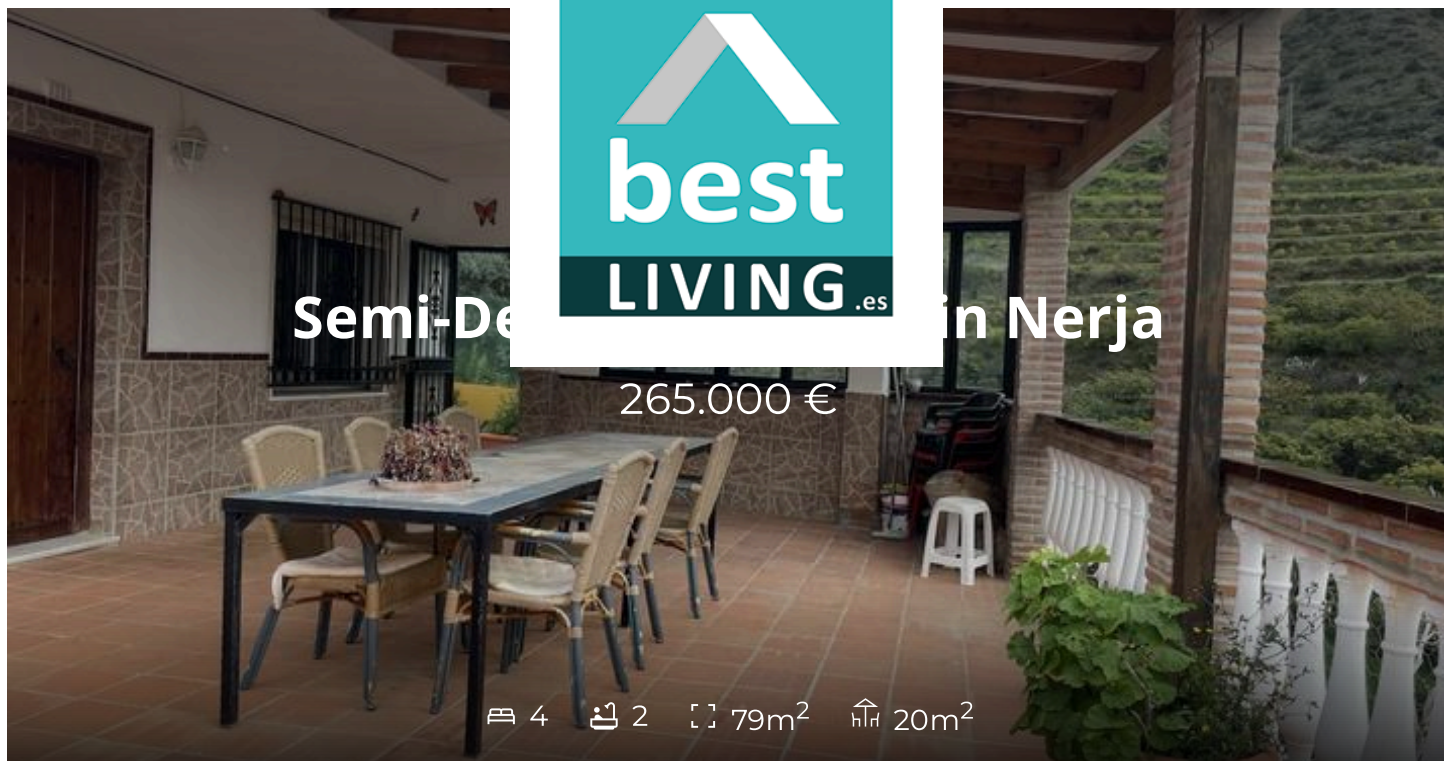 best
LIVING.es
Semi-De in Nerja
265.000 €
4 2 79m² 20m²